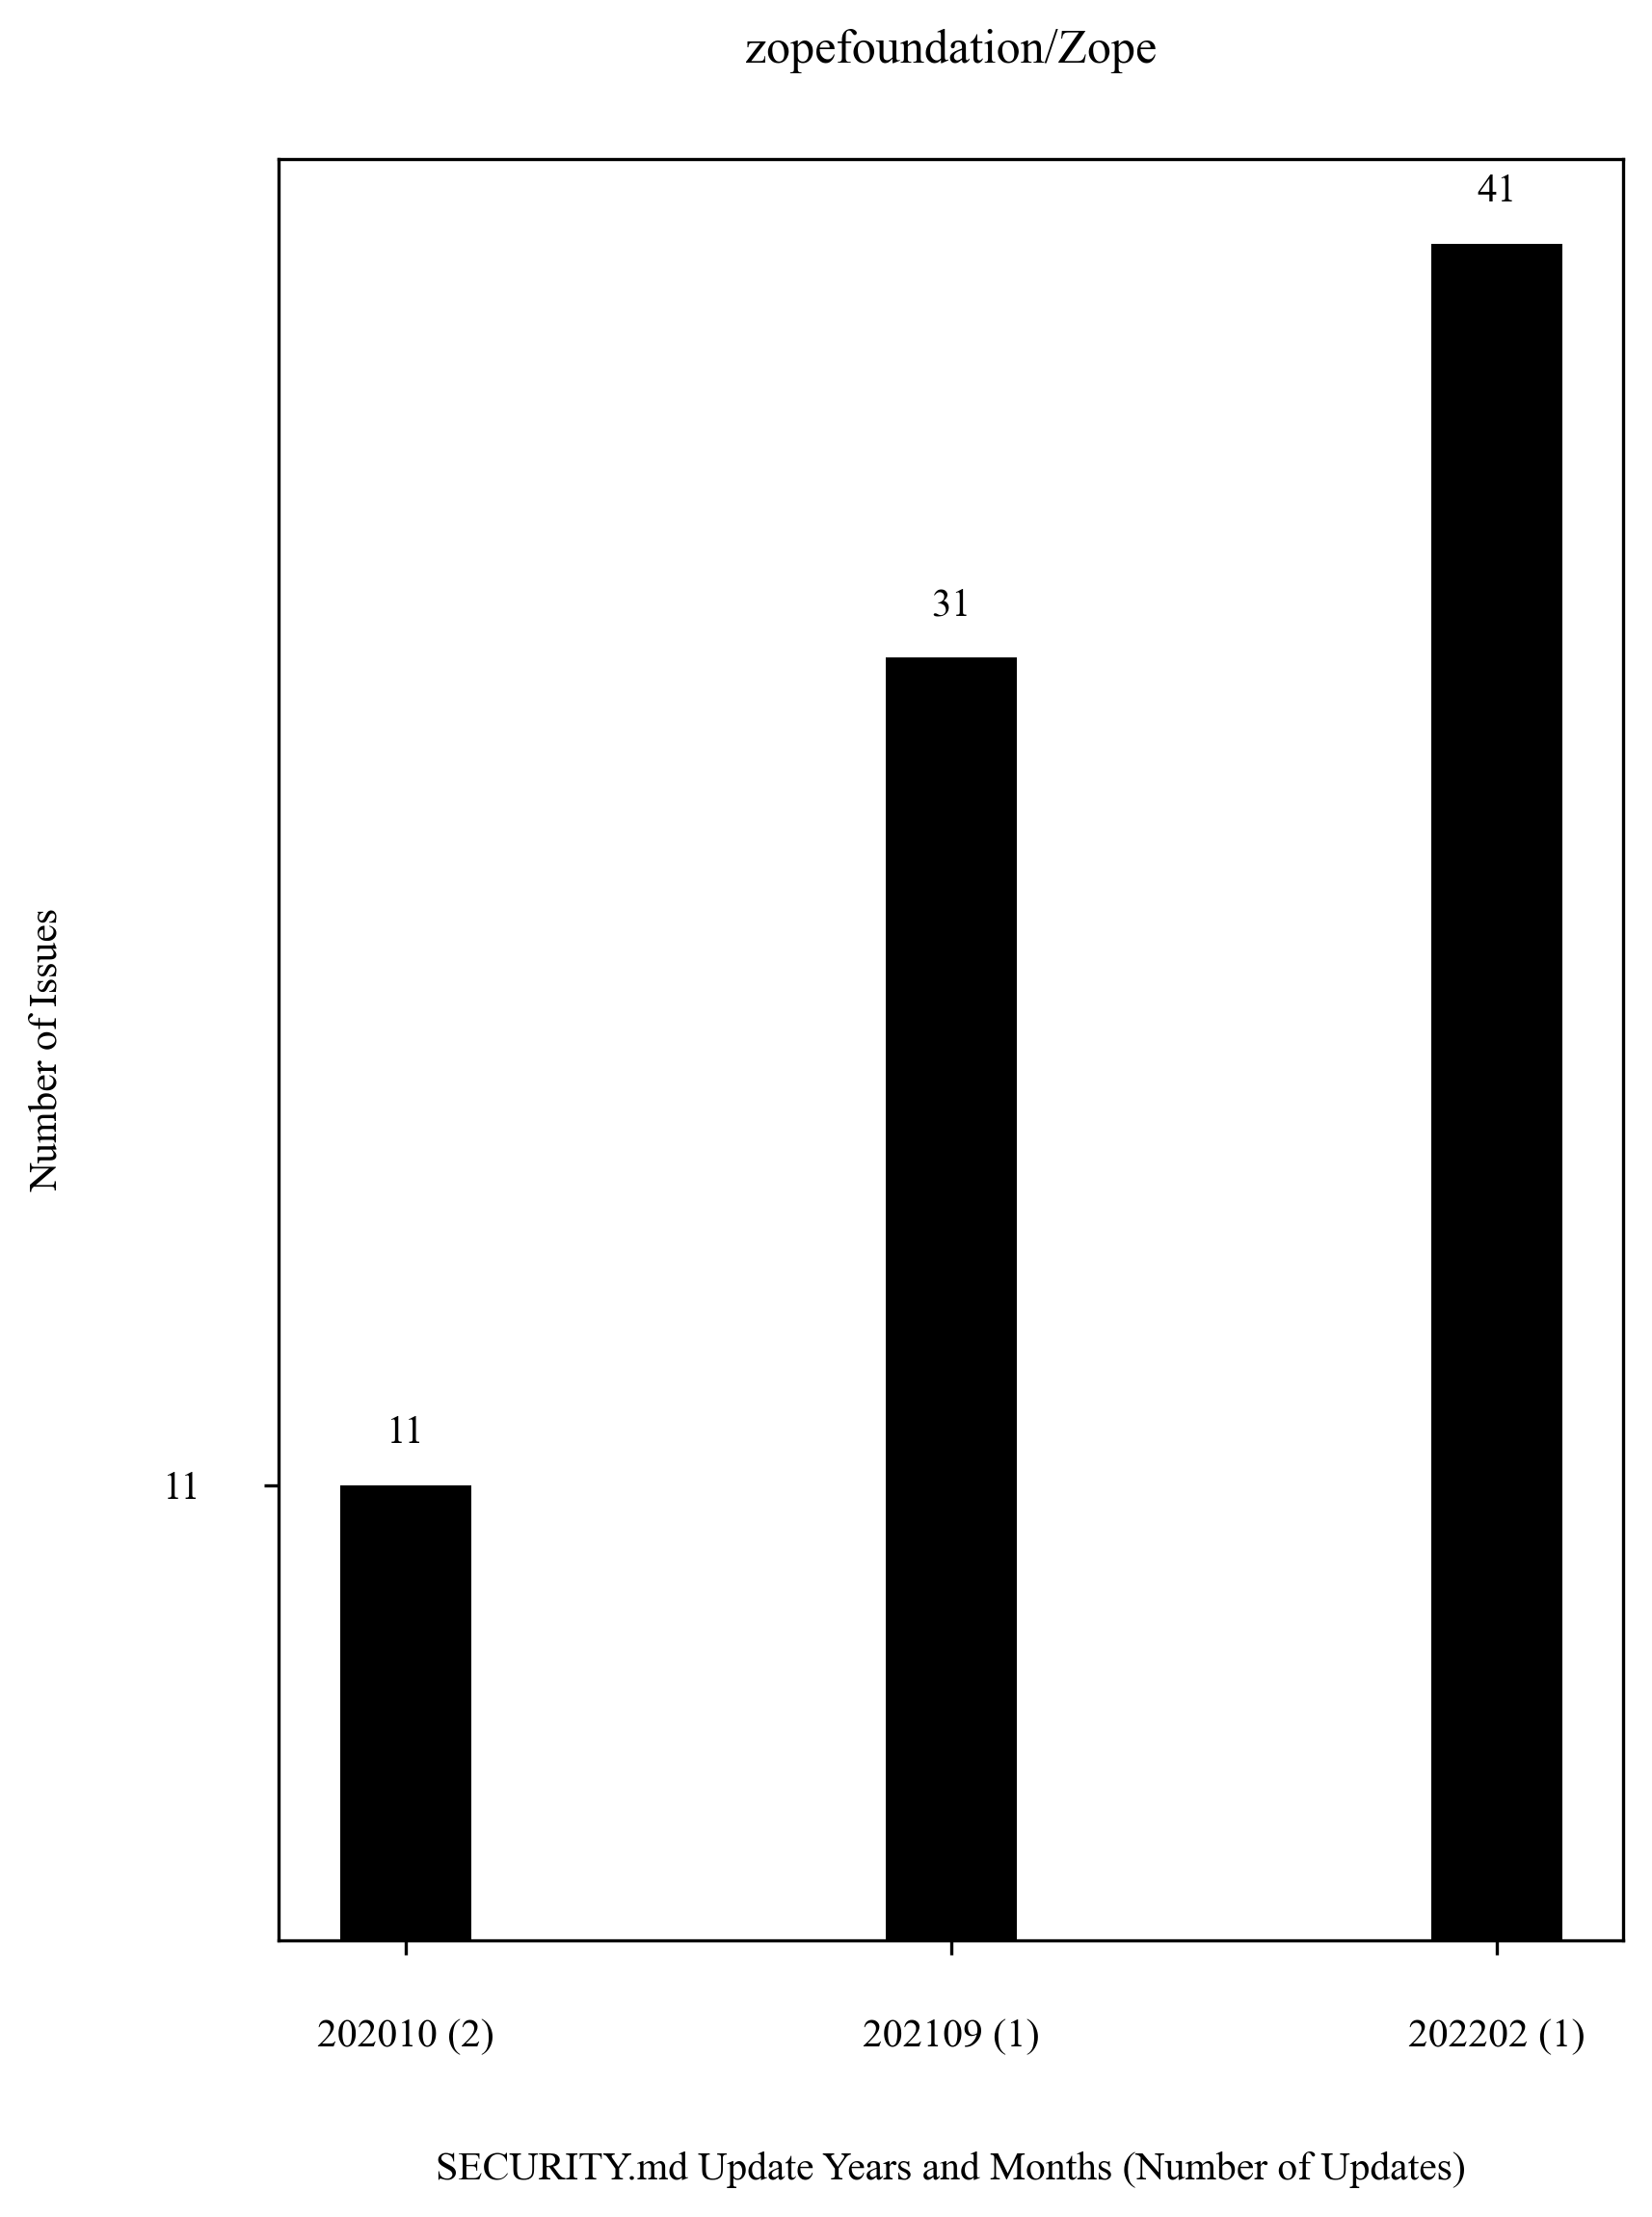 zopefoundation/Zope
41
31
11
11
Number of Issues
202010 (2)
202109 (1)
202202 (1)
SECURITY.md Update Years and Months (Number of Updates)